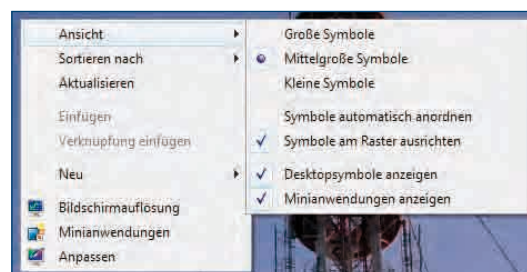 Ansicht
Sortieren nach
Aktualisieren
Einfügen
Verknüpfung einfügen
Neu
Bildschirmauflösung
Minianwendungen
Anpassen
Große Symbole
Mittelgroße Symbole
Kleine Symbole
Symbole automatisch anordnen
Symbole am Raster ausrichten
Desktopsymbole anzeigen
Minianwendungen anzeigen